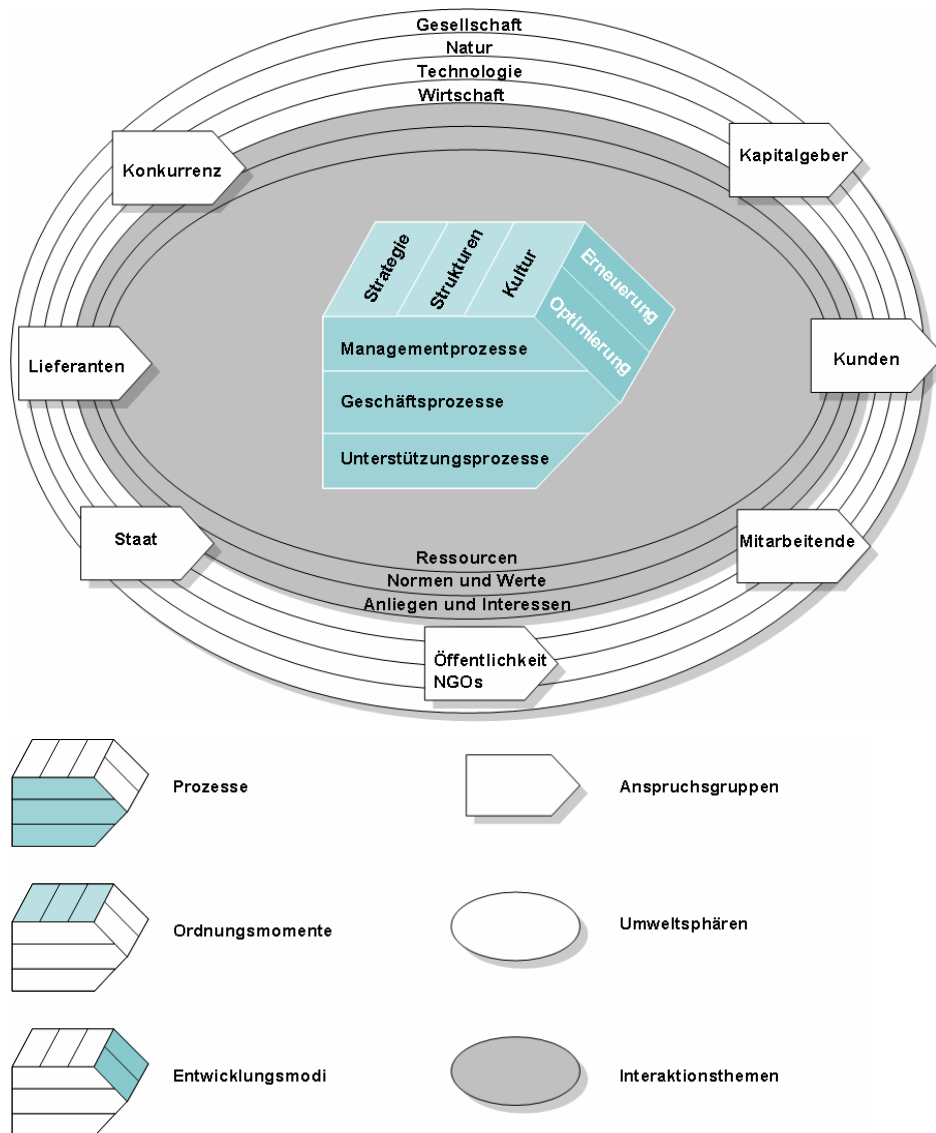 Gesellschaft
Natur
Technologie
Wirtschaft
Konkurrenz
Kapitalgeber
Strategie
Strukturen
Kultur
Erneuerung
Optimierung
Managementprozesse
Geschäftsprozesse
Unterstützungsprozesse
Lieferanten
Kunden
Staat
Mitarbeitende
Ressourcen
Normen und Werte
Anliegen und Interessen
Öffentlichkeit
NGOs
Prozesse
Anspruchsgruppen
Ordnungsmomente
Umweltsphären
Entwicklungsmodi
Interaktionsthemen